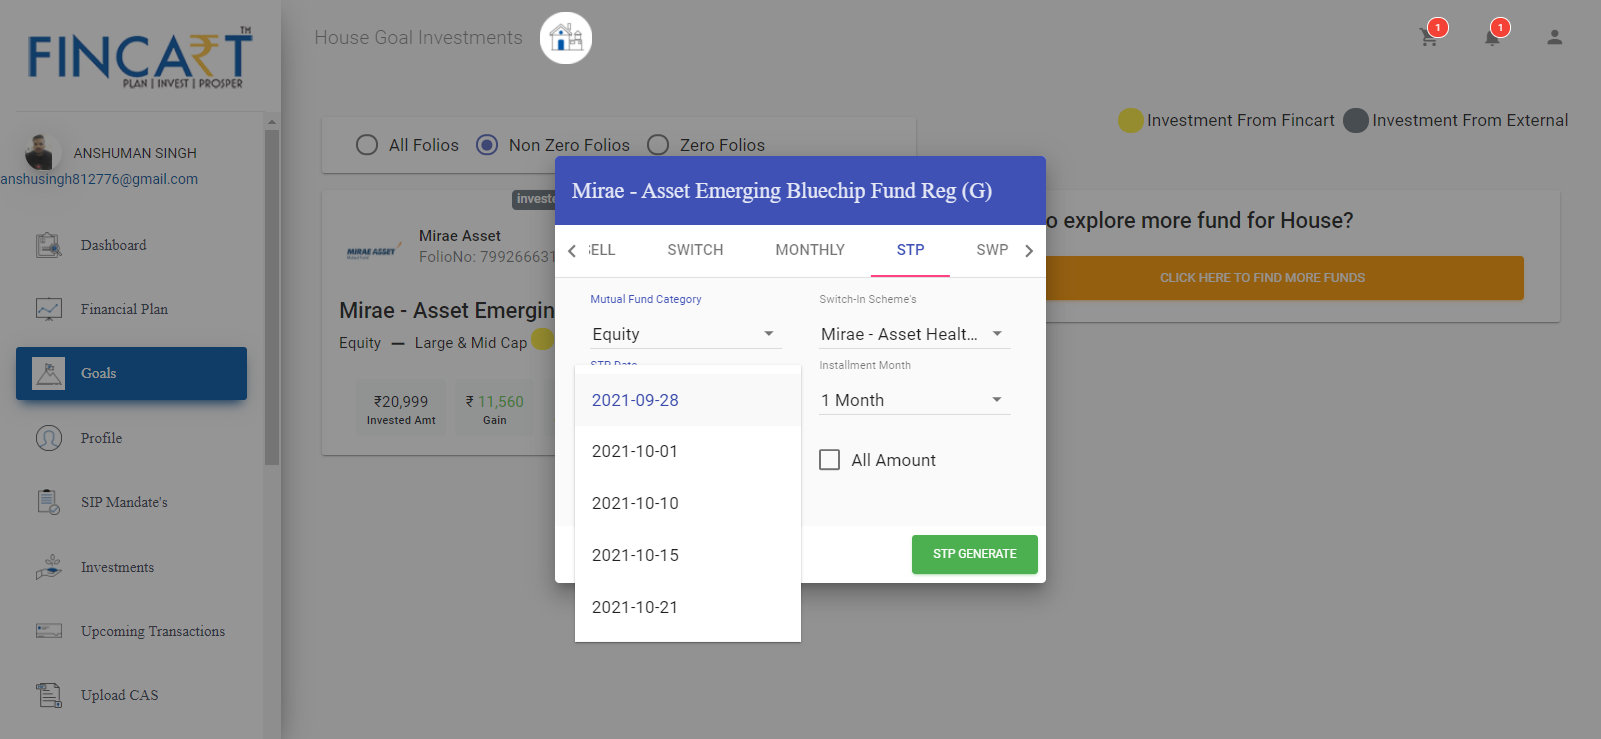 FINCART
TM
PLAN | INVEST | PROSPER
ANSHUMAN SINGH
anshusingh812776@gmail.com
Dashboard
Financial Plan
Goals
Profile
SIP Mandate's
Investments
Upcoming Transactions
Upload CAS
House Goal Investments
1
1
Investment From Fincart
Investment From External
All Folios
Non Zero Folios
Zero Folios
investe
MIRAE ASSET
Mirae Asset
FolioNo: 799266631
Mirae - Asset Emergin
Equity — Large & Mid Cap
₹20,999
Invested Amt
₹ 11,560
Gain
o explore more fund for House?
CLICK HERE TO FIND MORE FUNDS
Mirae - Asset Emerging Bluechip Fund Reg (G)
SELL
SWITCH
MONTHLY
STP
SWP
Mutual Fund Category
Equity
Switch-In Scheme's
Mirae - Asset Healt...
STP Date
2021-09-28
2021-10-01
2021-10-10
2021-10-15
2021-10-21
Installment Month
1 Month
All Amount
STP GENERATE